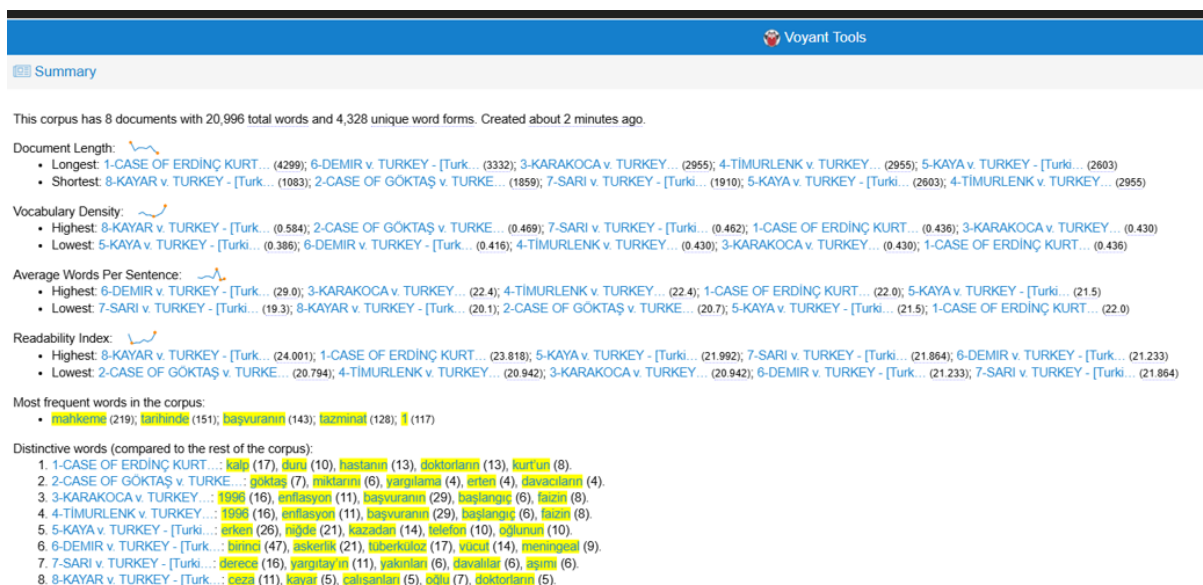 Voyant Tools
Summary
This corpus has 8 documents with 20,996 total words and 4,328 unique word forms. Created about 2 minutes ago.
Document Length:
• Longest: 1-CASE OF ERDİNÇ KURT… (4299); 6-DEMIR v. TURKEY - [Turk… (3332); 3-KARAKOCA v. TURKEY… (2955); 4-TİMURLENK v. TURKEY… (2955); 5-KAYA v. TURKEY - [Turki… (2603)
• Shortest: 8-KAYAR v. TURKEY - [Turk… (1083); 2-CASE OF GÖKTAŞ v. TURKE… (1859); 7-SARI v. TURKEY - [Turki… (1910); 5-KAYA v. TURKEY - [Turki… (2603); 4-TİMURLENK v. TURKEY… (2955)
Vocabulary Density:
• Highest: 8-KAYAR v. TURKEY - [Turk… (0.584); 2-CASE OF GÖKTAŞ v. TURKE… (0.469); 7-SARI v. TURKEY - [Turki… (0.462); 1-CASE OF ERDİNÇ KURT… (0.436); 3-KARAKOCA v. TURKEY… (0.430)
• Lowest: 5-KAYA v. TURKEY - [Turki… (0.386); 6-DEMIR v. TURKEY - [Turk… (0.416); 4-TİMURLENK v. TURKEY… (0.430); 3-KARAKOCA v. TURKEY… (0.430); 1-CASE OF ERDİNÇ KURT… (0.436)
Average Words Per Sentence:
• Highest: 6-DEMIR v. TURKEY - [Turk… (29.0); 3-KARAKOCA v. TURKEY… (22.4); 4-TİMURLENK v. TURKEY… (22.4); 1-CASE OF ERDİNÇ KURT… (22.0); 5-KAYA v. TURKEY - [Turki… (21.5)
• Lowest: 7-SARI v. TURKEY - [Turki… (19.3); 8-KAYAR v. TURKEY - [Turk… (20.1); 2-CASE OF GÖKTAŞ v. TURKE… (20.7); 5-KAYA v. TURKEY - [Turki… (21.5); 1-CASE OF ERDİNÇ KURT… (22.0)
Readability Index:
• Highest: 8-KAYAR v. TURKEY - [Turk… (24.001); 1-CASE OF ERDİNÇ KURT… (23.818); 5-KAYA v. TURKEY - [Turki… (21.992); 7-SARI v. TURKEY - [Turki… (21.864); 6-DEMIR v. TURKEY - [Turk… (21.233)
• Lowest: 2-CASE OF GÖKTAŞ v. TURKE… (20.794); 4-TİMURLENK v. TURKEY… (20.942); 3-KARAKOCA v. TURKEY… (20.942); 6-DEMIR v. TURKEY - [Turk… (21.233); 7-SARI v. TURKEY - [Turki… (21.864)
Most frequent words in the corpus:
• mahkeme (219); tarihinde (151); başvuranın (143); tazminat (128); 1 (117)
Distinctive words (compared to the rest of the corpus):
1. 1-CASE OF ERDİNÇ KURT…: kalp (17), duru (10), hastanın (13), doktorların (13), kurt'un (8).
2. 2-CASE OF GÖKTAŞ v. TURKE…: göktaş (7), miktarını (6), yargılama (4), erten (4), davacıların (4).
3. 3-KARAKOCA v. TURKEY…: 1996 (16), enflasyon (11), başvuranın (29), başlangıç (6), faizin (8).
4. 4-TİMURLENK v. TURKEY…: 1996 (16), enflasyon (11), başvuranın (29), başlangıç (6), faizin (8).
5. 5-KAYA v. TURKEY - [Turki…: erken (26), niğde (21), kazadan (14), telefon (10), oğlunun (10).
6. 6-DEMIR v. TURKEY - [Turk…: birinci (47), askerlik (21), tüberküloz (17), vücut (14), meningeal (9).
7. 7-SARI v. TURKEY - [Turki…: derece (16), yargıtay'ın (11), yakınları (6), davalılar (6), aşımı (6).
8. 8-KAYAR v. TURKEY - [Turk…: ceza (11), kayar (5), çalışanları (5), oğlu (7), doktorların (5).